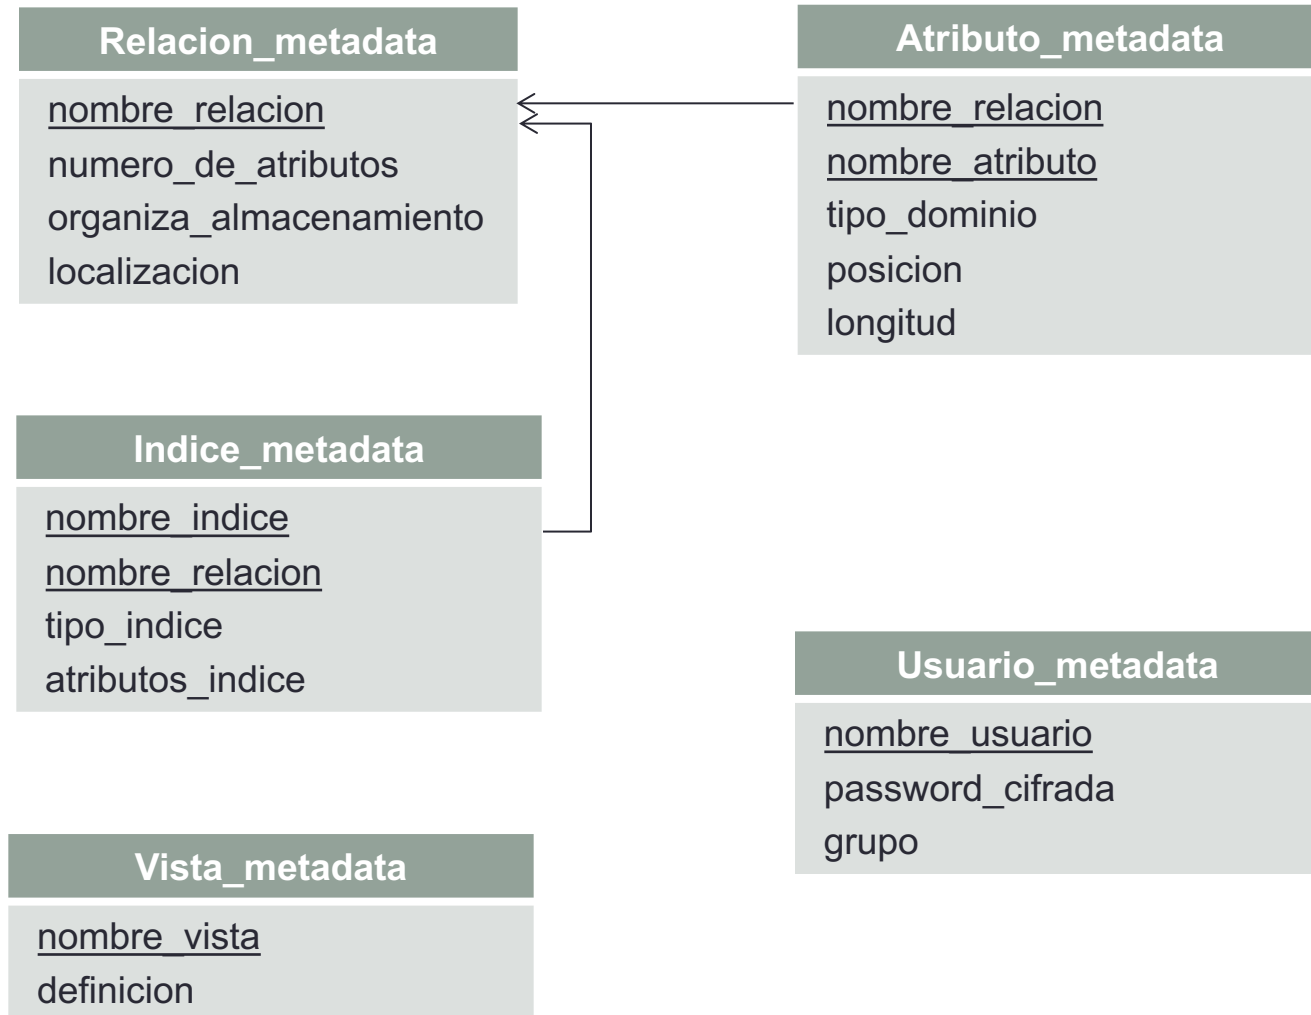 Relacion_metadata
nombre_relacion
numero_de_atributos
organiza_almacenamiento
localizacion
Atributo_metadata
nombre_relacion
nombre_atributo
tipo_dominio
posicion
longitud
Indice_metadata
nombre_indice
nombre_relacion
tipo_indice
atributos_indice
Usuario_metadata
nombre_usuario
password_cifrada
grupo
Vista_metadata
nombre_vista
definicion